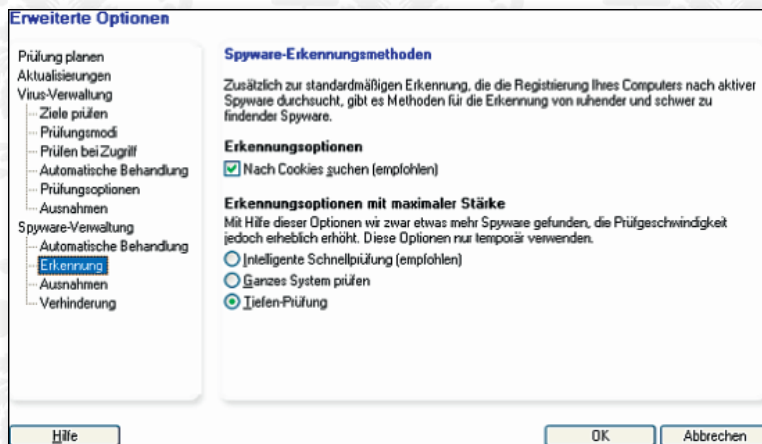 Erweiterte Optionen
Prüfung planen
Aktualisierungen
Virus-Verwaltung
Ziele prüfen
Prüfungsmodi
Prüfen bei Zugriff
Automatische Behandlung
Prüfungsoptionen
Ausnahmen
Spyware-Verwaltung
Automatische Behandlung
Erkennung
Ausnahmen
Verhinderung
Spyware-Erkennungsmethoden
Zusätzlich zur standardmäßigen Erkennung, die die Registrierung Ihres Computers nach aktiver
Spyware durchsucht, gibt es Methoden für die Erkennung von ruhender und schwer zu
findender Spyware.
Erkennungsoptionen
Nach Cookies suchen (empfohlen)
Erkennungsoptionen mit maximaler Stärke
Mit Hilfe dieser Optionen wir zwar etwas mehr Spyware gefunden, die Prüfgeschwindigkeit
jedoch erheblich erhöht. Diese Optionen nur temporär verwenden.
Intelligente Schnellprüfung (empfohlen)
Ganzes System prüfen
Tiefen-Prüfung
Hilfe
OK
Abbrechen